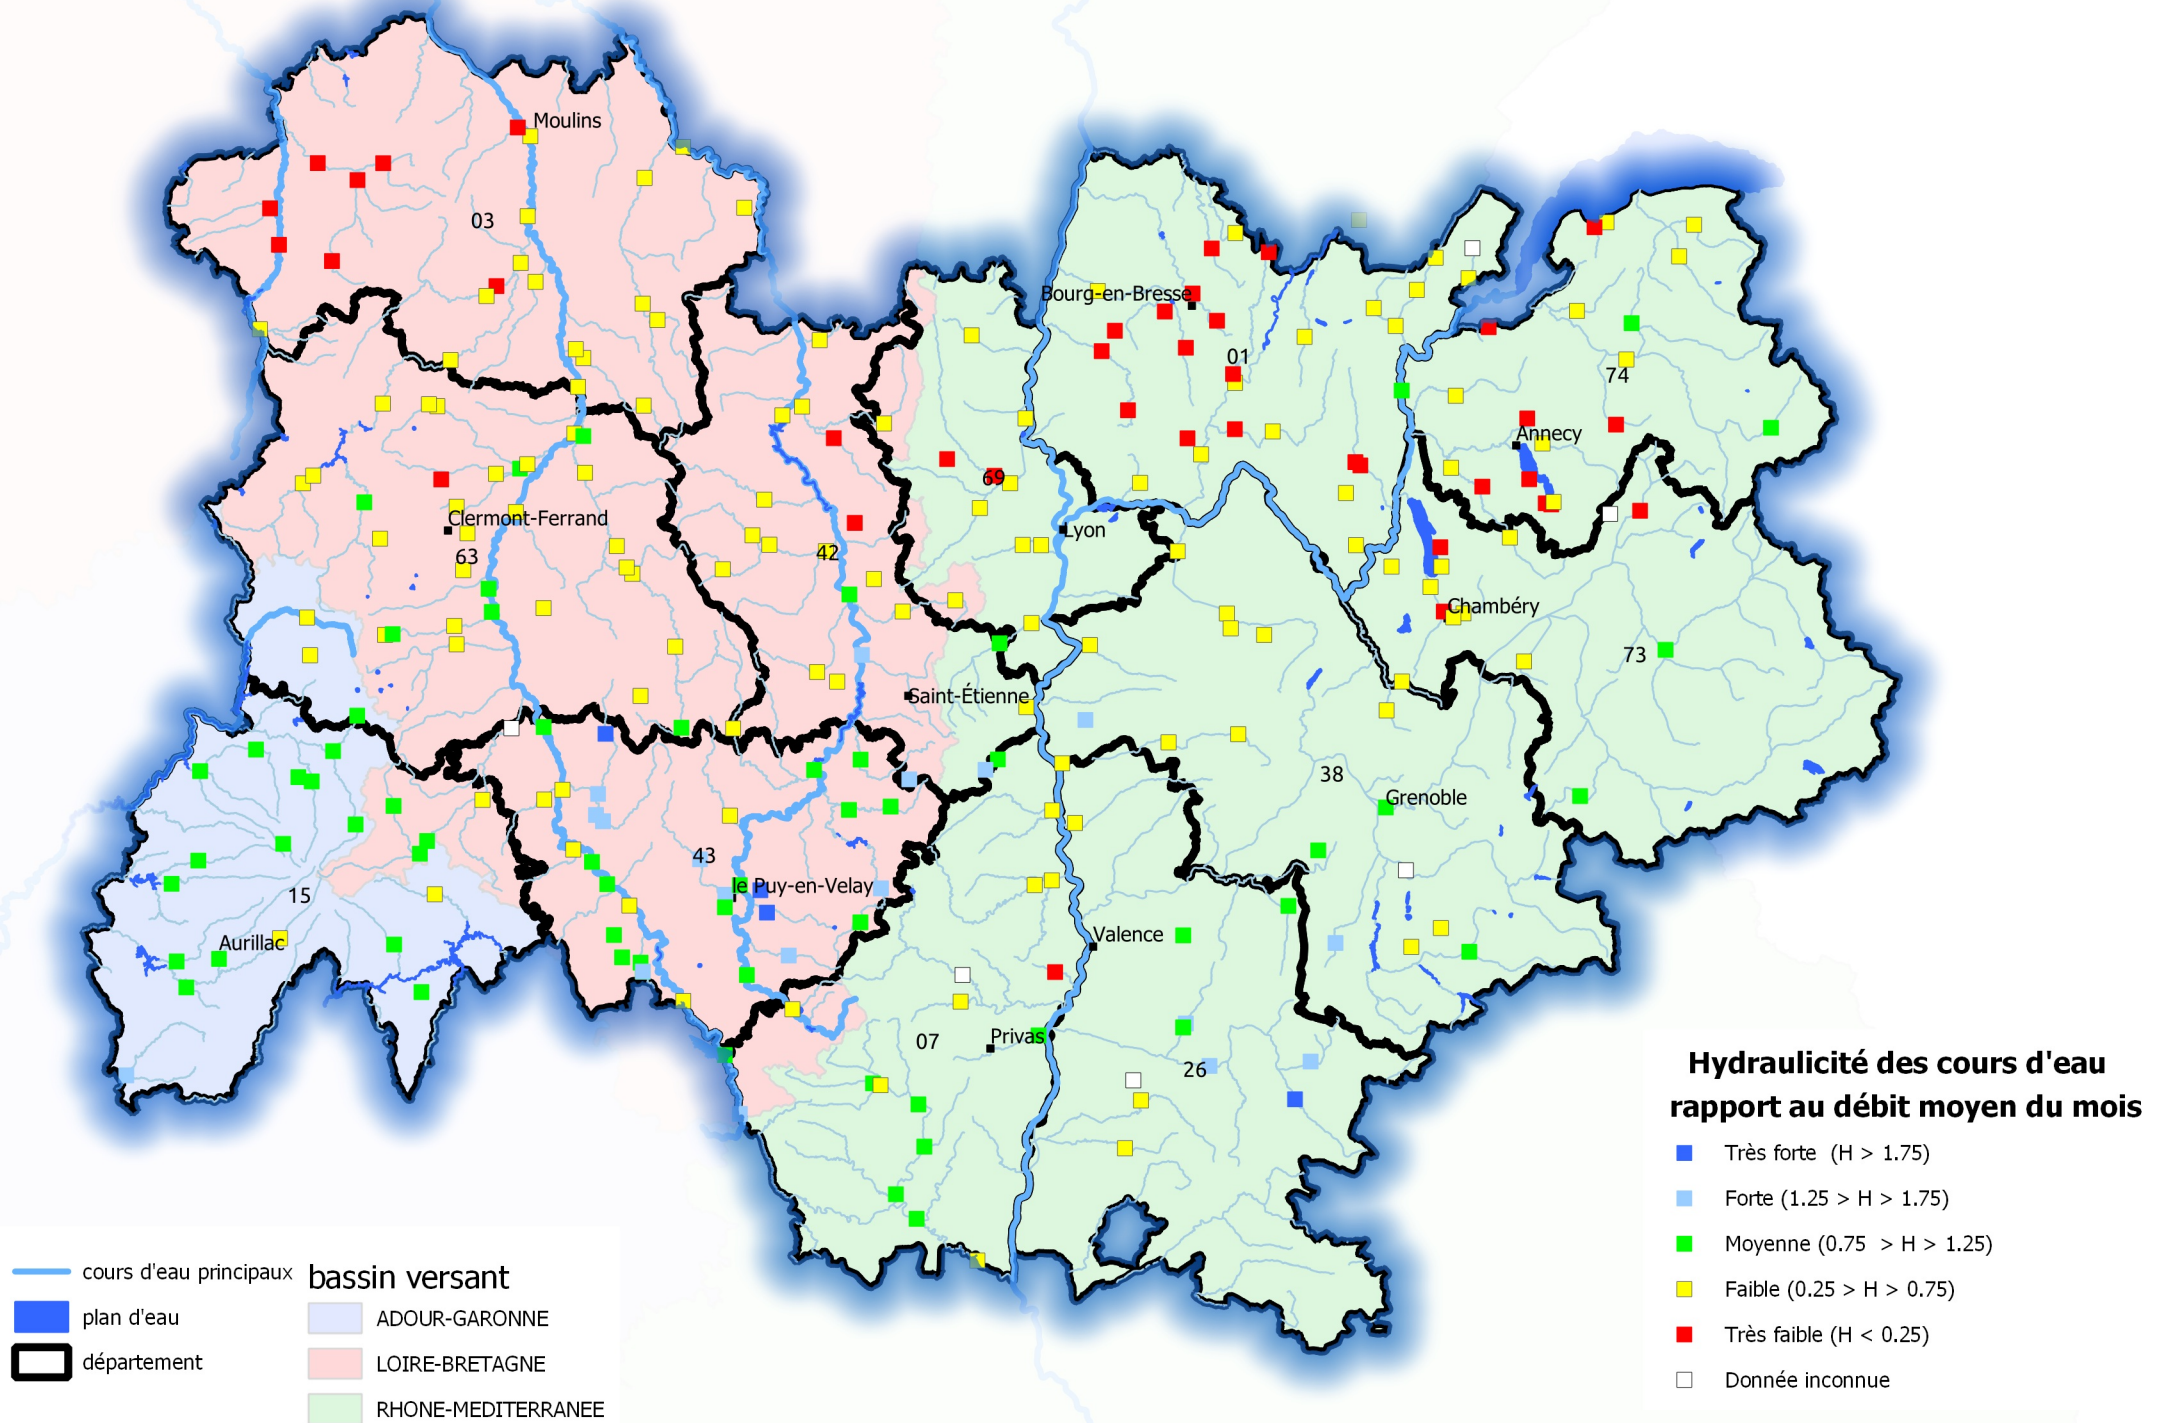 Moulins
03
Bourg-en-Bresse
01
74
Annecy
69
Clermont-Ferrand
Lyon
63
42
Chambéry
73
Saint-Étienne
38
Grenoble
43
le Puy-en-Velay
15
Aurillac
Valence
07
Privas
26
Hydraulicité des cours d'eau
rapport au débit moyen du mois
Très forte (H > 1.75)
Forte (1.25 > H > 1.75)
Moyenne (0.75 > H > 1.25)
Faible (0.25 > H > 0.75)
Très faible (H < 0.25)
Donnée inconnue
cours d'eau principaux
plan d'eau
département
bassin versant
ADOUR-GARONNE
LOIRE-BRETAGNE
RHONE-MEDITERRANEE